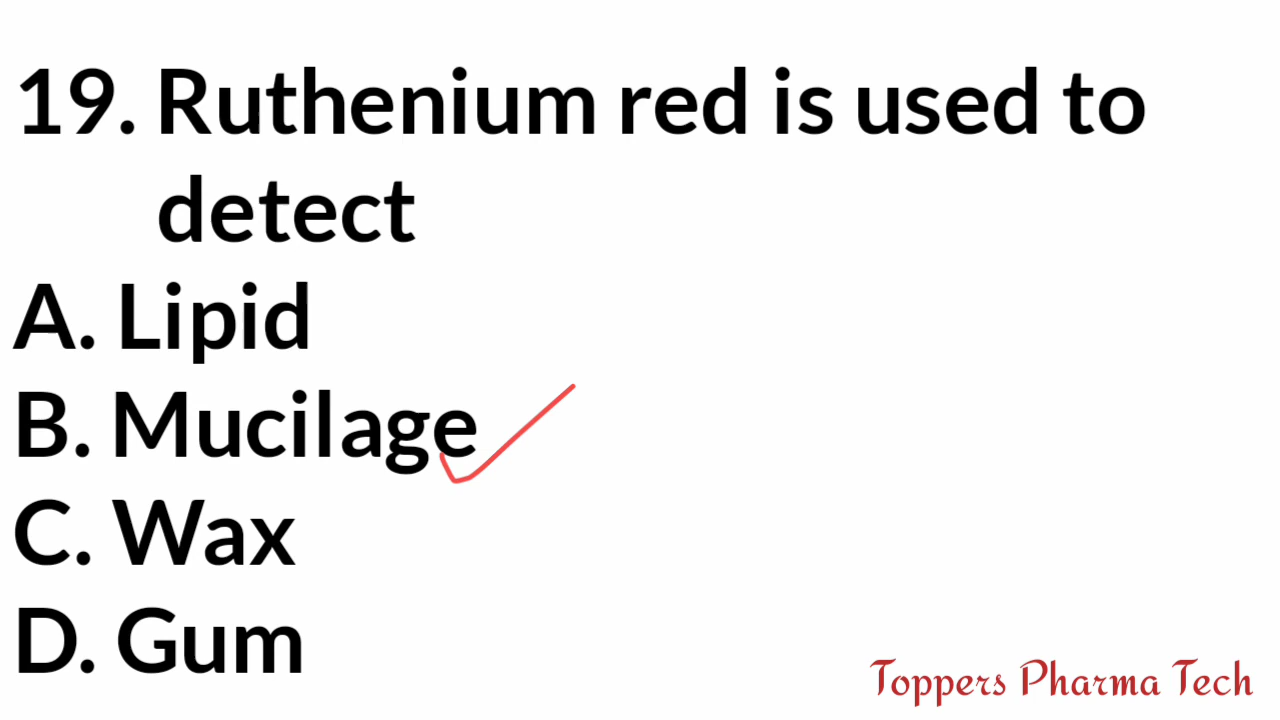 19. Ruthenium red is used to
detect
A. Lipid
B. Mucilage
C. Wax
D. Gum
Toppers Pharma Tech